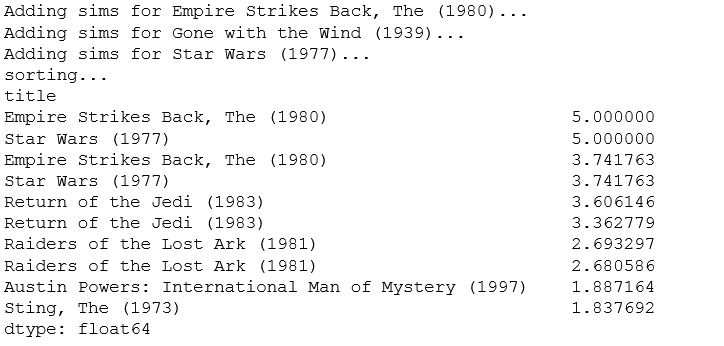 Adding sims for Empire Strikes Back, The (1980)...
Adding sims for Gone with the Wind (1939)...
Adding sims for Star Wars (1977)...
sorting...
title
Empire Strikes Back, The (1980) 5.000000
Star Wars (1977) 5.000000
Empire Strikes Back, The (1980) 3.741763
Star Wars (1977) 3.741763
Return of the Jedi (1983) 3.606146
Return of the Jedi (1983) 3.362779
Raiders of the Lost Ark (1981) 2.693297
Raiders of the Lost Ark (1981) 2.680586
Austin Powers: International Man of Mystery (1997) 1.887164
Sting, The (1973) 1.837692
dtype: float64